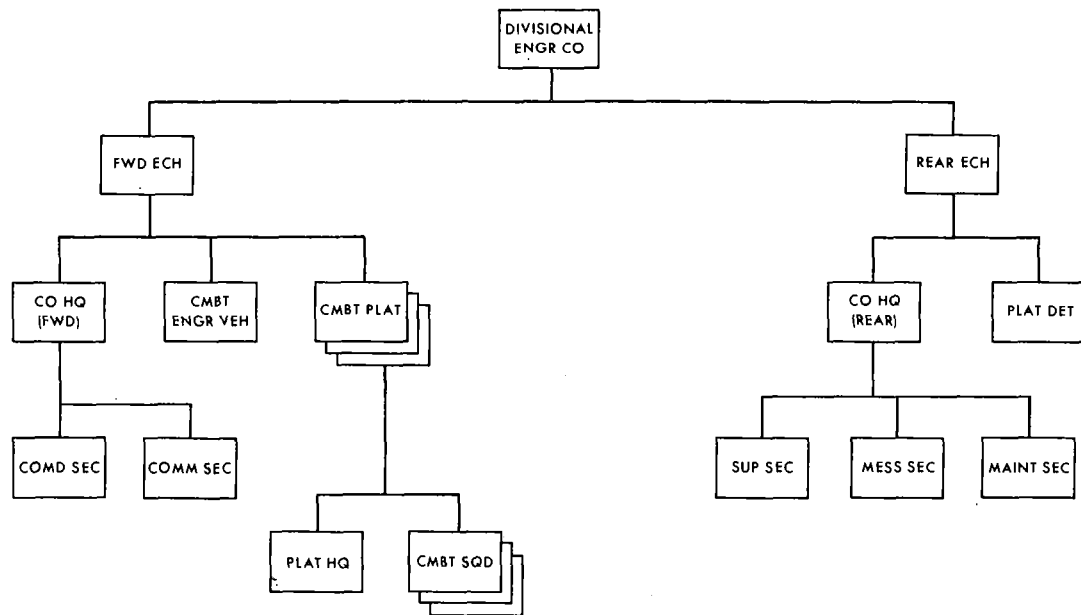 DIVISIONAL
ENGR CO
FWD ECH
REAR ECH
CO HQ
(FWD)
CMBT
ENGR VEH
CMBT PLAT
CO HQ
(REAR)
PLAT DET
COMD SEC
COMM SEC
SUP SEC
MESS SEC
MAINT SEC
PLAT HQ
CMBT SQD